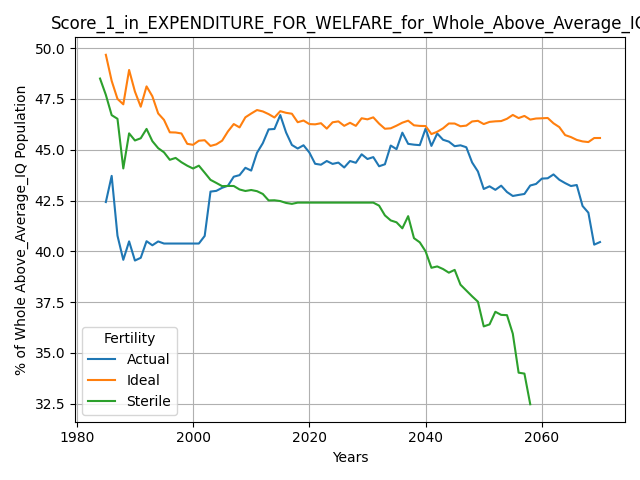 Score_1_in_EXPENDITURE_FOR_WELFARE_for_Whole_Above_Average_IQ
50.0
47.5
45.0
42.5
40.0
37.5
35.0
32.5
% of Whole Above_Average_IQ Population
Fertility
Actual
Ideal
Sterile
1980
2000
2020
2040
2060
Years